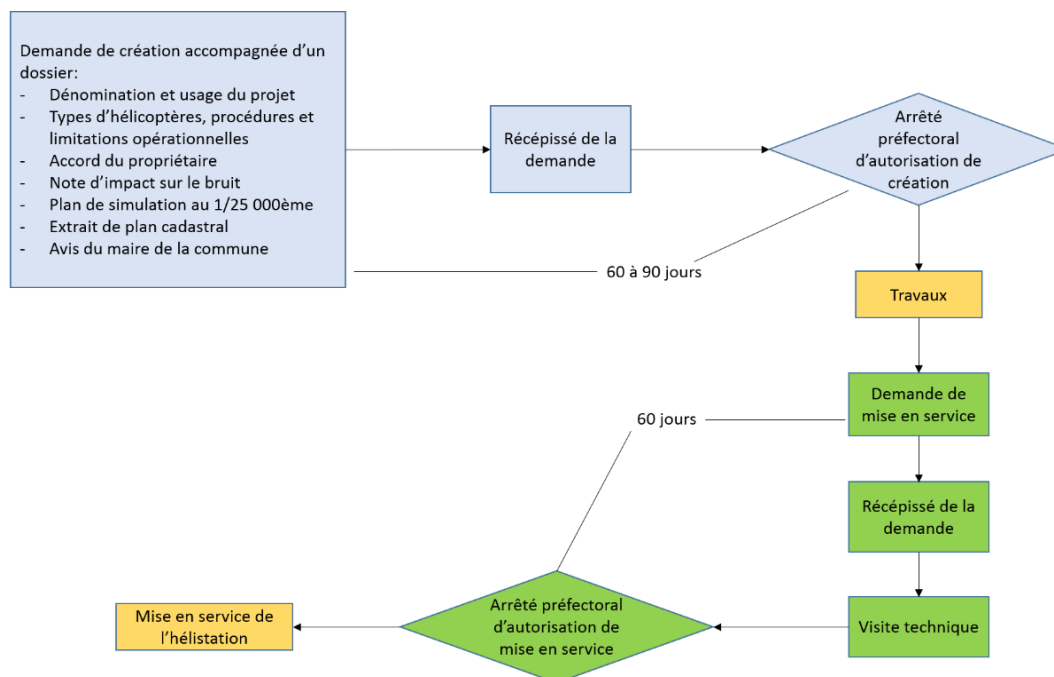 Demande de création accompagnée d’un
dossier:
- Dénomination et usage du projet
- Types d’hélicoptères, procédures et
limitations opérationnelles
- Accord du propriétaire
- Note d’impact sur le bruit
- Plan de simulation au 1/25 000ème
- Extrait de plan cadastral
- Avis du maire de la commune
Récépissé de la
demande
Arrêté
préfectoral
d’autorisation de
création
60 à 90 jours
Travaux
Demande de
mise en service
60 jours
Récépissé de la
demande
Visite technique
Arrêté préfectoral
d’autorisation de
mise en service
Mise en service de
l’hélistation